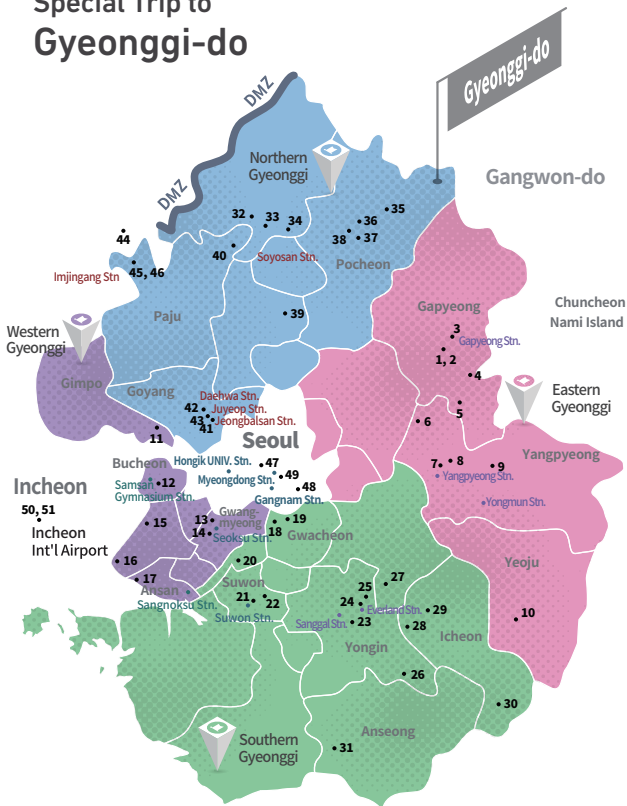 Special Trip to
Gyeonggi-do
Gyeonggi-do
DMZ
DMZ
Northern
Gyeonggi
Gangwon-do
35
36
32
33
34
38
37
44
40
Soyosan Stn.
Pocheon
45, 46
Imjingang Stn
Gapyeong
Chuncheon
Nami Island
39
Paju
3
Gapyeong Stn.
1, 2
Western
Gyeonggi
4
Gimpo
Goyang
Eastern
Gyeonggi
Daehwa Stn.
42
Juyeop Stn.
43
Jeongbalsan Stn.
41
5
6
11
Seoul
Yangpyeong
Bucheon
Hongik UNIV. Stn.
47
7
8
9
Samsan
Gymnasium Stn.
12
Myeongdong Stn.
49
Yangpyeong Stn.
Incheon
48
Gangnam Stn.
Yongmun Stn.
50, 51
Incheon
Int'l Airport
15
13
Gwang-
myeong
14
Seoksu Stn.
19
18
Gwacheon
16
20
Yeoju
17
Ansan
Sangnoksu Stn.
Suwon
21
22
Suwon Stn.
25
27
24
Everland Stn.
29
10
Sanggal Stn.
23
28
Icheon
Yongin
26
30
Anseong
31
Southern
Gyeonggi